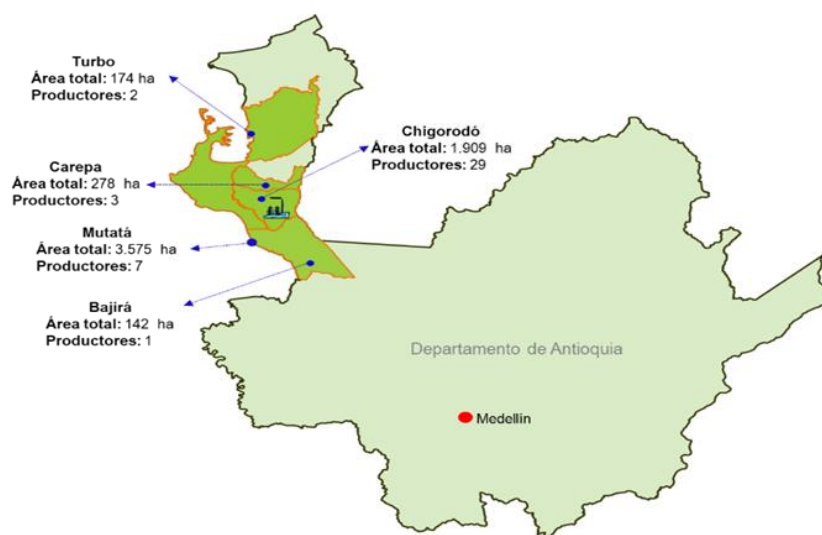 Turbo
Área total: 174 ha
Productores: 2
Chigorodó
Área total: 1.909 ha
Productores: 29
Carepa
Área total: 278 ha
Productores: 3
Mutatá
Área total: 3.575 ha
Productores: 7
Bajirá
Área total: 142 ha
Productores: 1
Departamento de Antioquia
Medellin